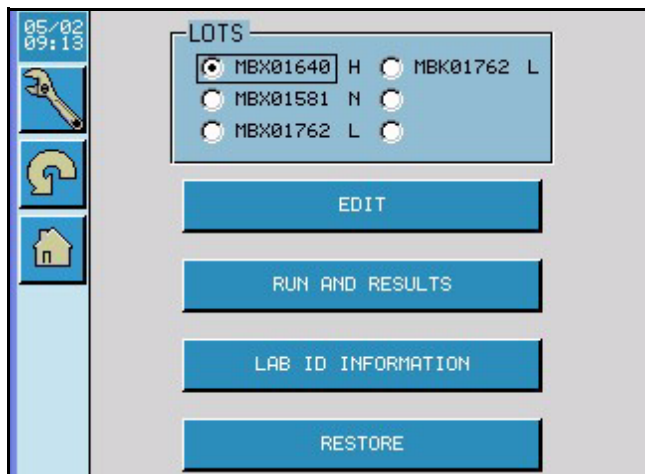 05/02
09:13
LOTS
MBX01640 H MBK01762 L
MBX01581 N
MBX01762 L
EDIT
RUN AND RESULTS
LAB ID INFORMATION
RESTORE